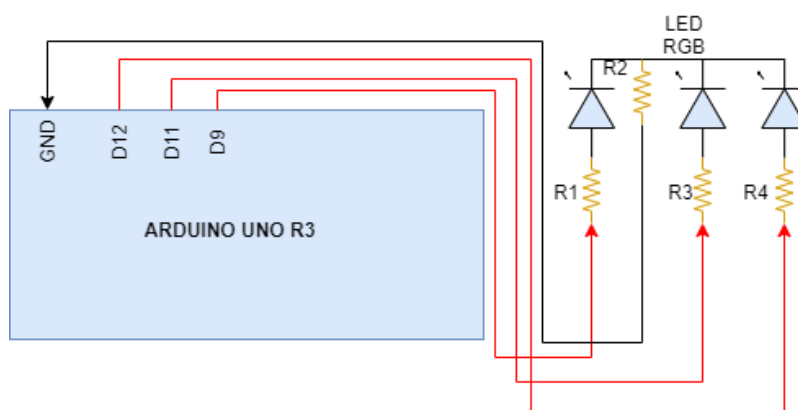 LED
RGB
R2
GND
D12
D11
D9
R1
R3
R4
ARDUINO UNO R3